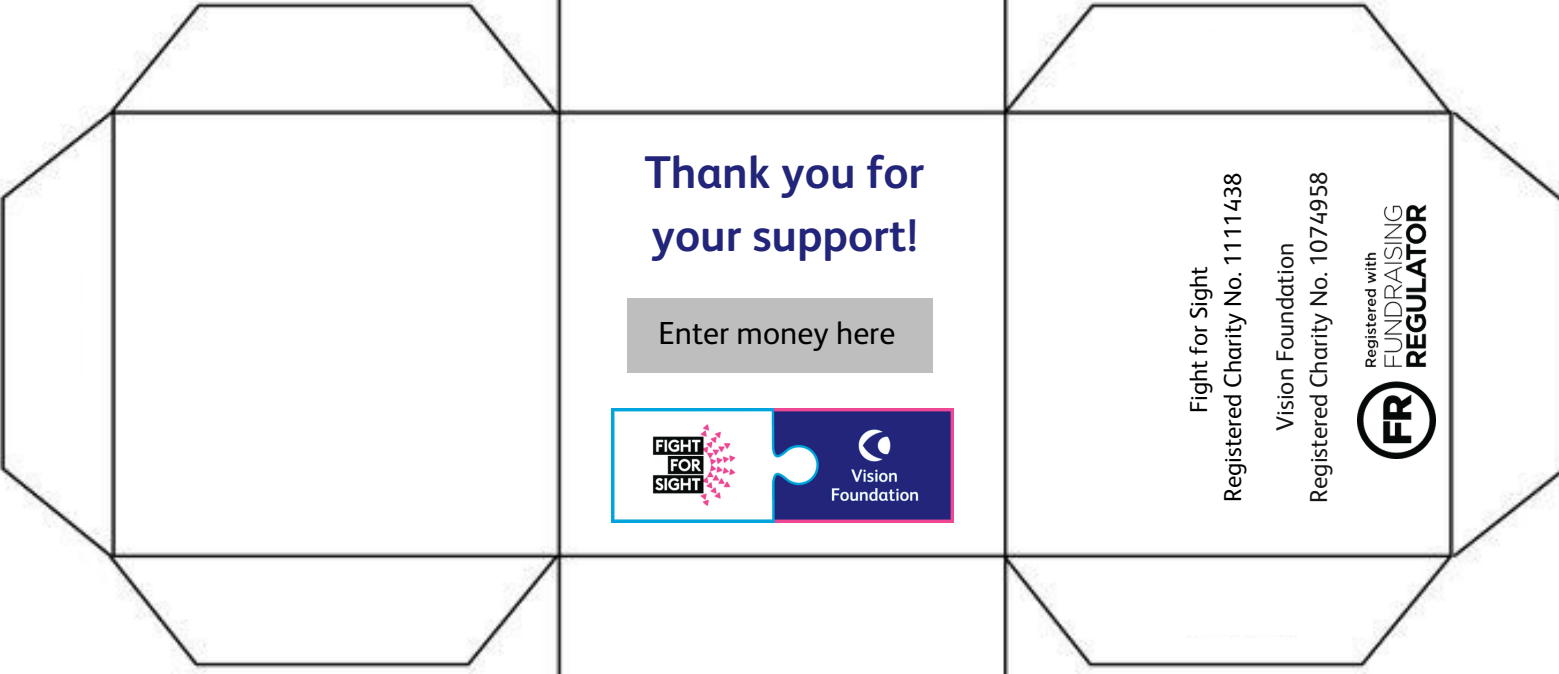 Thank you for
your support!
Enter money here
FIGHT
FOR
SIGHT
Vision
Foundation
Fight for Sight
Registered Charity No. 1111438
Vision Foundation
Registered Charity No. 1074958
FR
Registered with
FUNDRAISING
REGULATOR